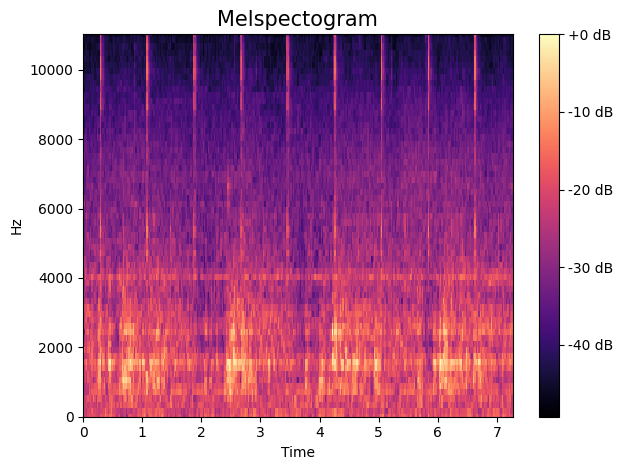 Melspectogram
10000
8000
6000
4000
2000
0
Hz
0 1 2 3 4 5 6 7
Time
+0 dB
-10 dB
-20 dB
-30 dB
-40 dB